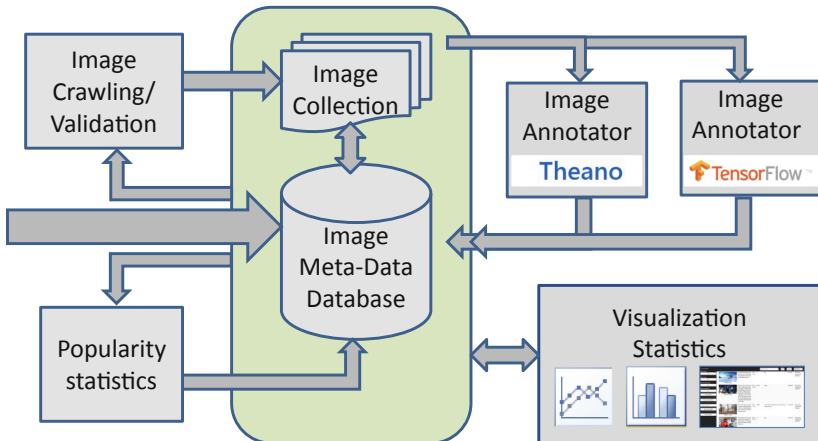 Image
Crawling/
Validation
Image
Collection
Image
Annotator
Theano
Image
Annotator
TensorFlow
Image
Meta-Data
Database
Popularity
statistics
Visualization
Statistics